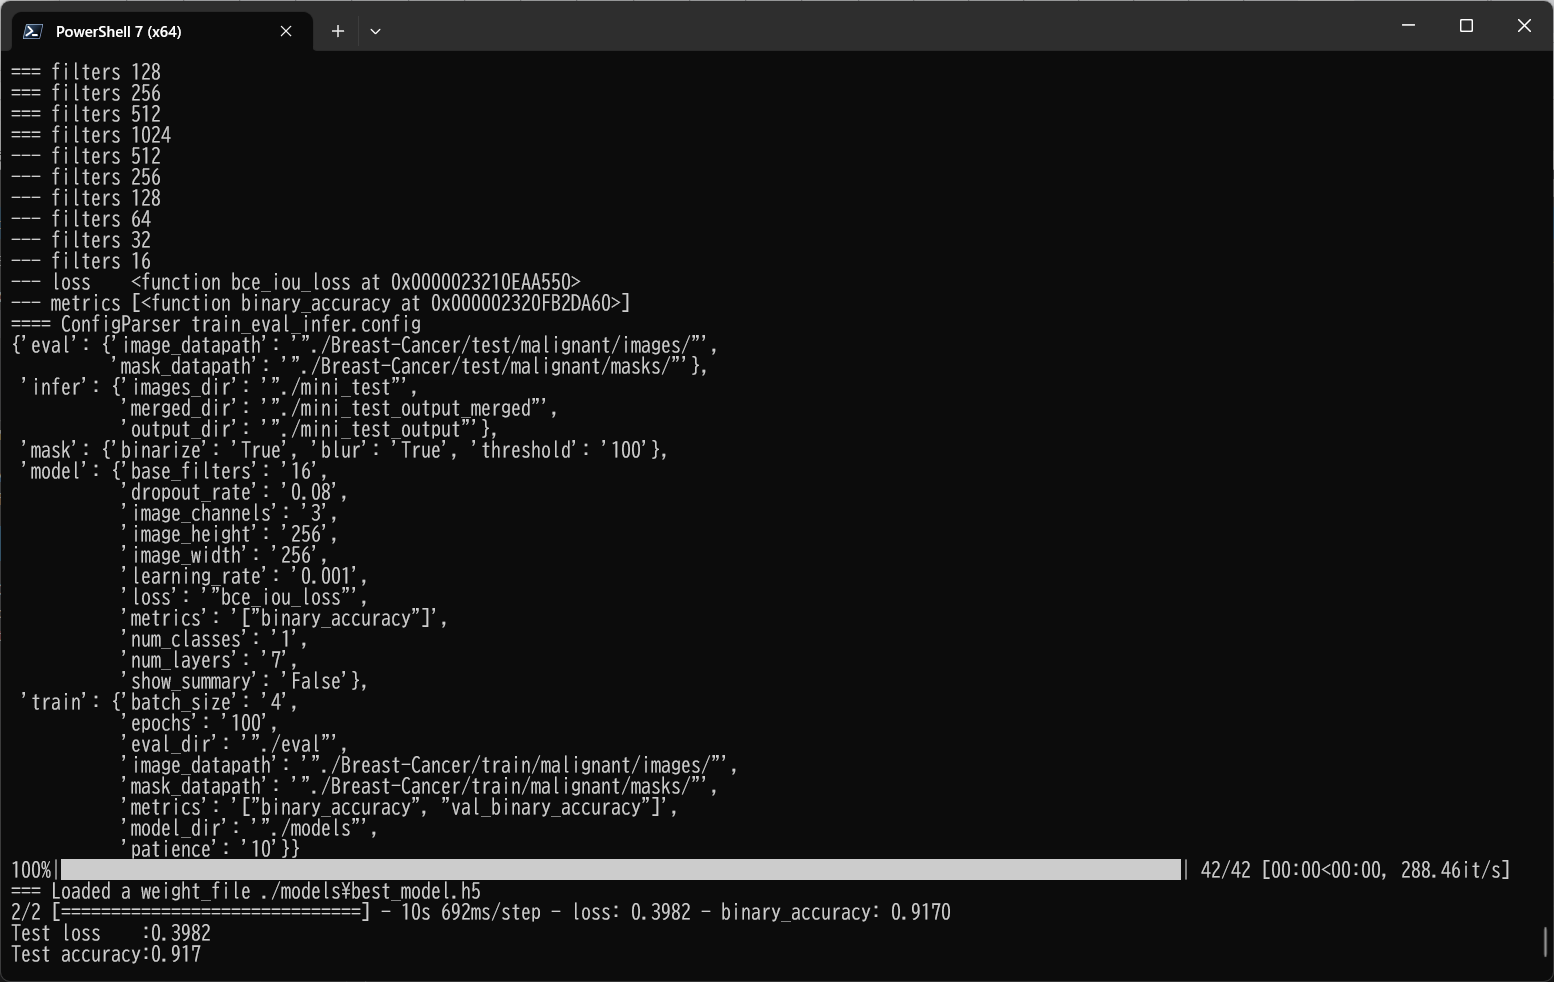 PowerShell 7 (x64)
=== filters 128
=== filters 256
=== filters 512
=== filters 1024
--- filters 512
--- filters 256
--- filters 128
--- filters 64
--- filters 32
--- filters 16
--- loss    <function bce_iou_loss at 0x0000023210EAA550>
--- metrics [<function binary_accuracy at 0x000002320FB2DA60>]
==== ConfigParser train_eval_infer.config
{'eval': {'image_datapath': '"./Breast-Cancer/test/malignant/images/"',
          'mask_datapath': '"./Breast-Cancer/test/malignant/masks/"'},
 'infer': {'images_dir': '"./mini_test"',
           'merged_dir': '"./mini_test_output_merged"',
           'output_dir': '"./mini_test_output"'},
 'mask': {'binarize': 'True', 'blur': 'True', 'threshold': '100'},
 'model': {'base_filters': '16',
           'dropout_rate': '0.08',
           'image_channels': '3',
           'image_height': '256',
           'image_width': '256',
           'learning_rate': '0.001',
           'loss': '"bce_iou_loss"',
           'metrics': '["binary_accuracy"]',
           'num_classes': '1',
           'num_layers': '7',
           'show_summary': 'False'},
 'train': {'batch_size': '4',
           'epochs': '100',
           'eval_dir': '"./eval"',
           'image_datapath': '"./Breast-Cancer/train/malignant/images/"',
           'mask_datapath': '"./Breast-Cancer/train/malignant/masks/"',
           'metrics': '["binary_accuracy", "val_binary_accuracy"]',
           'model_dir': '"./models"',
           'patience': '10'}}
100%|| 42/42 [00:00<00:00, 288.46it/s]
=== Loaded a weight_file ./models¥best_model.h5
2/2 [==============================] - 10s 692ms/step - loss: 0.3982 - binary_accuracy: 0.9170
Test loss    :0.3982
Test accuracy:0.917